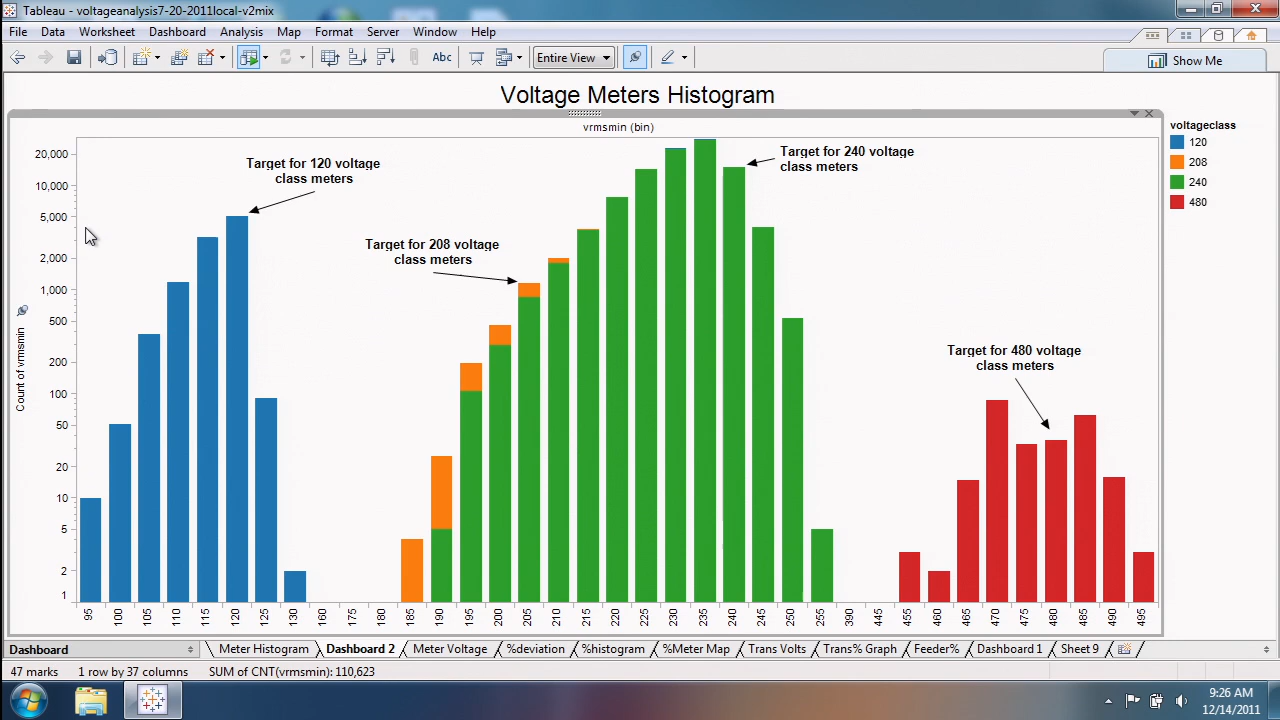 Tableau - voltageanalysis7-20-2011local-v2mix
File Data Worksheet Dashboard Analysis Map Format Server Window Help
Abc Entire View
Show Me
Voltage Meters Histogram
vrmsmin (bin)
voltageclass
120
208
240
480
Target for 120 voltage
class meters
Target for 240 voltage
class meters
Target for 208 voltage
class meters
Target for 480 voltage
class meters
Count of vrmsmin
20,000
10,000
5,000
2,000
1,000
500
200
100
50
20
10
5
2
1
95 100 105 110 115 120 125 130 160 175 180 185 190 195 200 205 210 215 220 225 230 235 240 245 250 255 390 445 455 460 465 470 475 480 485 490 495
Dashboard Meter Histogram Dashboard 2 Meter Voltage %deviation %histogram %Meter Map Trans Volts Trans% Graph Feeder% Dashboard 1 Sheet 9
47 marks 1 row by 37 columns SUM of CNT(vrmsmin): 110,623
9:26 AM
12/14/2011